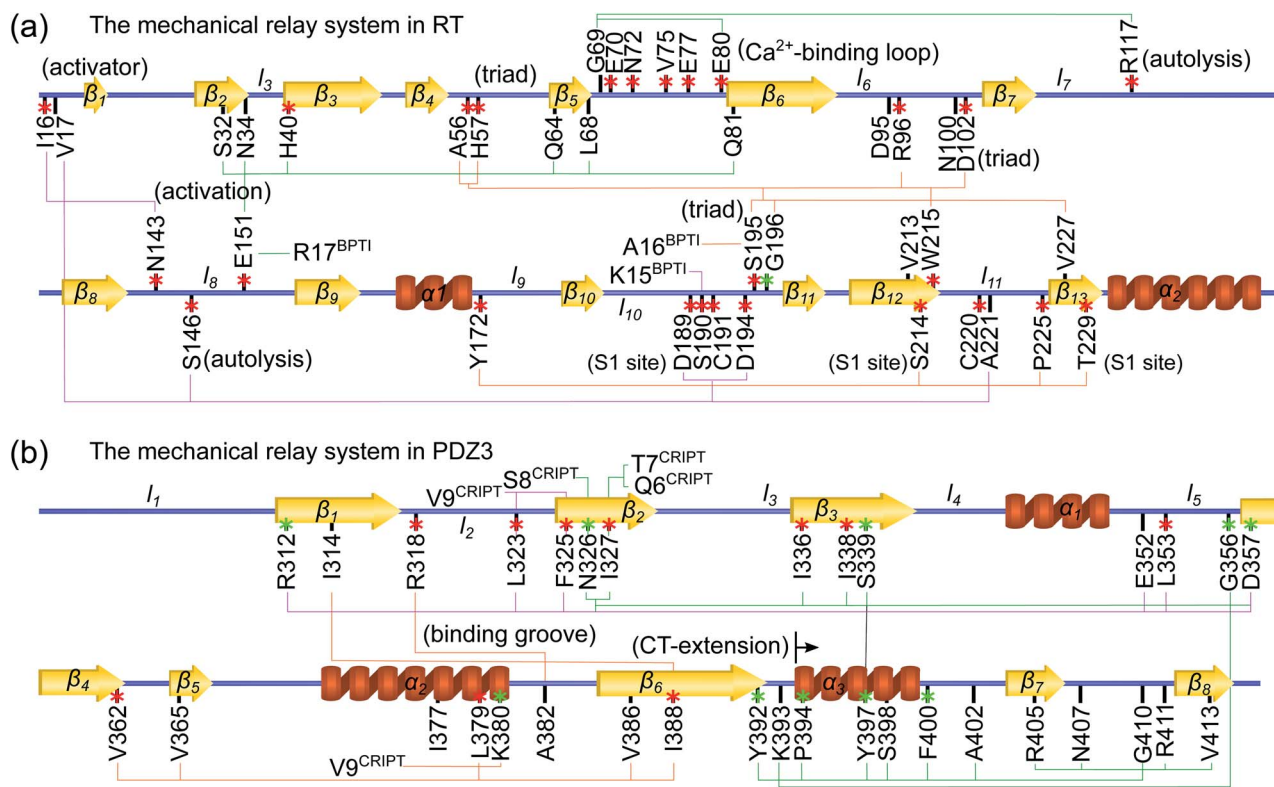 (a) The mechanical relay system in RT
(activator) (triad) (Ca²⁺-binding loop) (autolysis)
G69 E70 N72 V75 E77 E80 R117
β₁ β₂ l₃ β₃ β₄ β₅ β₆ l₆ β₇ l₇
I16 V17 S32 N34 H40 A56 H57 Q64 L68 Q81 D95 R96 N100 D102
(triad)
(activation) (triad)
N143 E151 R17ᴮᴾᵀᴵ A16ᴮᴾᵀᴵ K15ᴮᴾᵀᴵ S195 G196 V213 W215 V227
β₈ l₈ β₉ α1 l₉ β₁₀ l₁₀ β₁₁ β₁₂ l₁₁ β₁₃ α₂
S146 (autolysis) Y172 (S1 site) D189 S190 C191 D194 (S1 site) S214 C220 A221 P225 T229 (S1 site)
(b) The mechanical relay system in PDZ3
V9ᶜᴿᴵᴾᵀ S8ᶜᴿᴵᴾᵀ T7ᶜᴿᴵᴾᵀ
Q6ᶜᴿᴵᴾᵀ
l₁ β₁ l₂ β₂ l₃ β₃ l₄ α₁ l₅
R312 I314 R318 L323 F325 N326 I327 I336 I338 S339 E352 L353 G356 D357
(binding groove) (CT-extension)
β₄ β₅ α₂ β₆ α₃ β₇ β₈
V362 V365 I377 L379 K380 A382 V386 I388 Y392 K393 P394 Y397 S398 F400 A402 R405 N407 G410 R411 V413
V9ᶜᴿᴵᴾᵀ